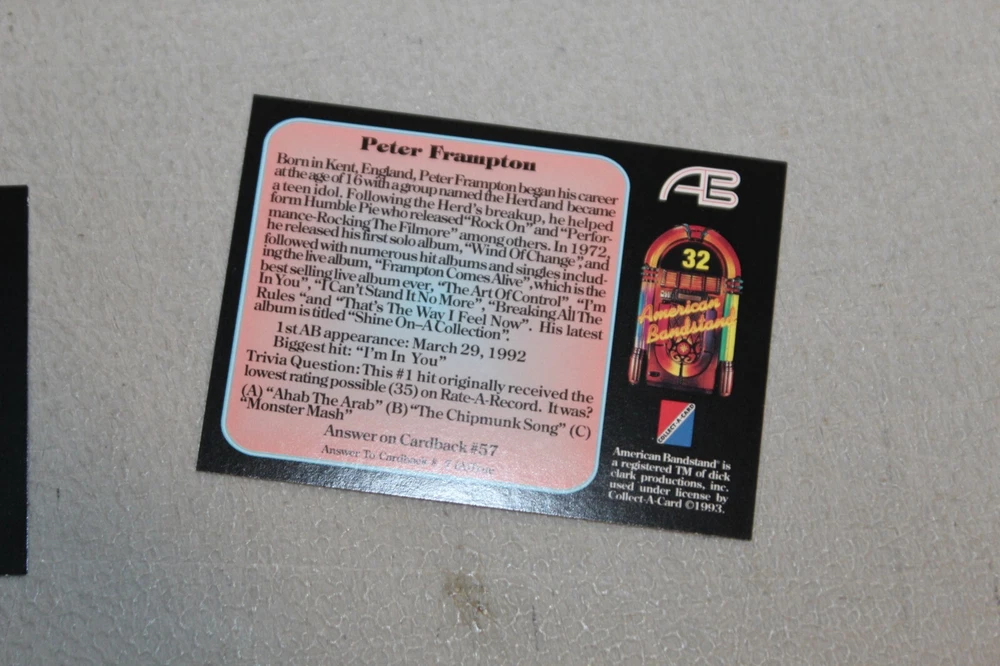 Peter Frampton
Born in Kent, England, Peter Frampton began his career
at the age of 16 with a group named the Herd and became
a teen idol. Following the Herd's breakup, he helped
form Humble Pie who released "Rock On" and "Perfor-
mance-Rocking The Filmore" among others. In 1972,
he released his first solo album, "Wind Of Change", and
followed with numerous hit albums and singles includ-
ing the live album, "Frampton Comes Alive", which is the
best selling live album ever, "The Art Of Control", "I'm
In You", "I Can't Stand It No More", "Breaking All The
Rules "and "That's The Way I Feel Now". His latest
album is titled "Shine On–A Collection".
1st AB appearance: March 29, 1992
Biggest hit: "I'm In You"
Trivia Question: This #1 hit originally received the
lowest rating possible (35) on Rate-A-Record. It was?
(A) "Ahab The Arab" (B) "The Chipmunk Song" (C)
"Monster Mash"
Answer on Cardback #57
Answer To Cardback #
AB
32
American
Bandstand
COLLECT-A-CARD
American Bandstand® is
a registered TM of dick
clark productions, inc.
used under license by
Collect-A-Card ©1993.